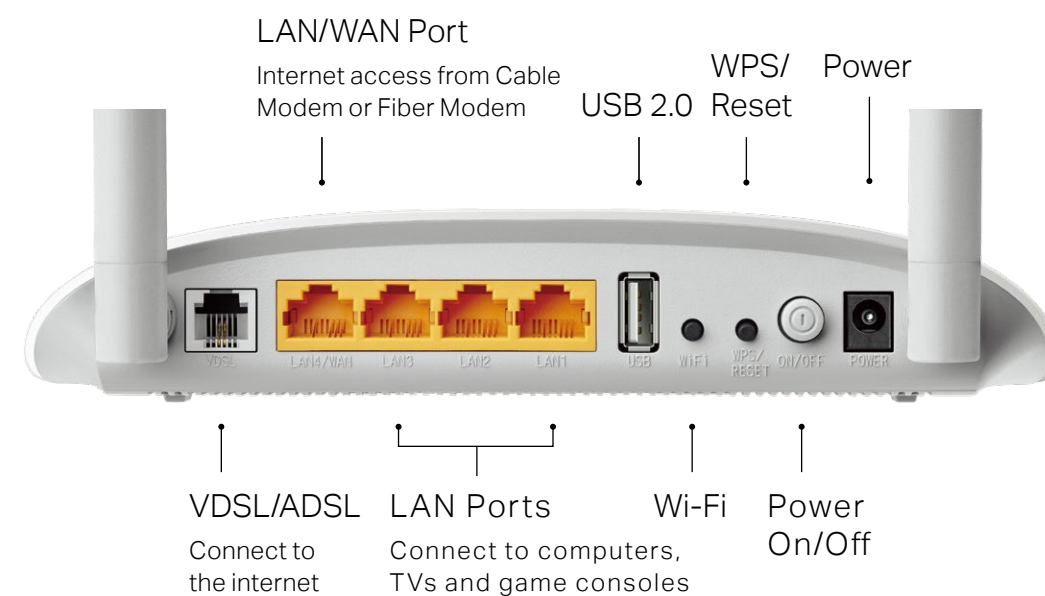 LAN/WAN Port
Internet access from Cable
Modem or Fiber Modem
USB 2.0
WPS/
Reset
Power
VDSL
LAN4/WAN
LAN3
LAN2
LAN1
USB
WiFi
WPS/
RESET
ON/OFF
POWER
VDSL/ADSL
Connect to
the internet
LAN Ports
Connect to computers,
TVs and game consoles
Wi-Fi
Power
On/Off